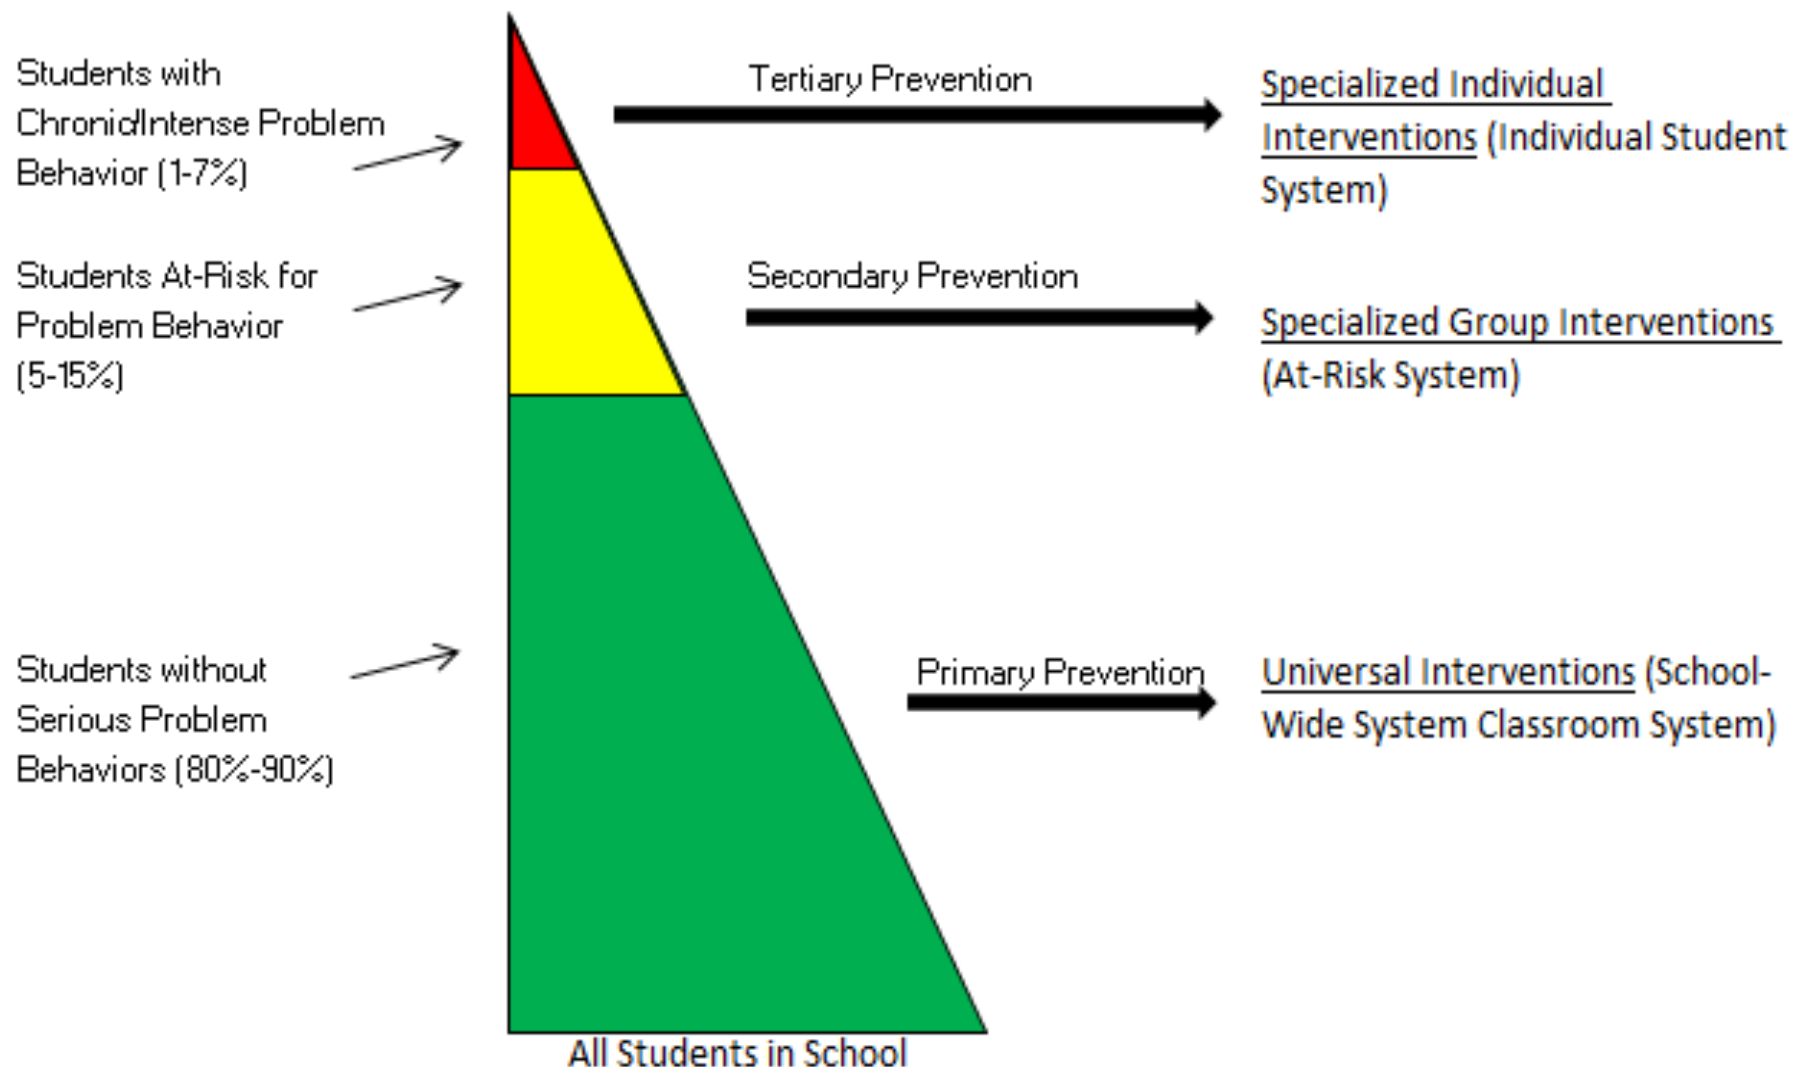 Students with
Chronic/Intense Problem
Behavior (1-7%)
Tertiary Prevention
Specialized Individual
Interventions (Individual Student
System)
Students At-Risk for
Problem Behavior
(5-15%)
Secondary Prevention
Specialized Group Interventions
(At-Risk System)
Students without
Serious Problem
Behaviors (80%-90%)
Primary Prevention
Universal Interventions (School-
Wide System Classroom System)
All Students in School